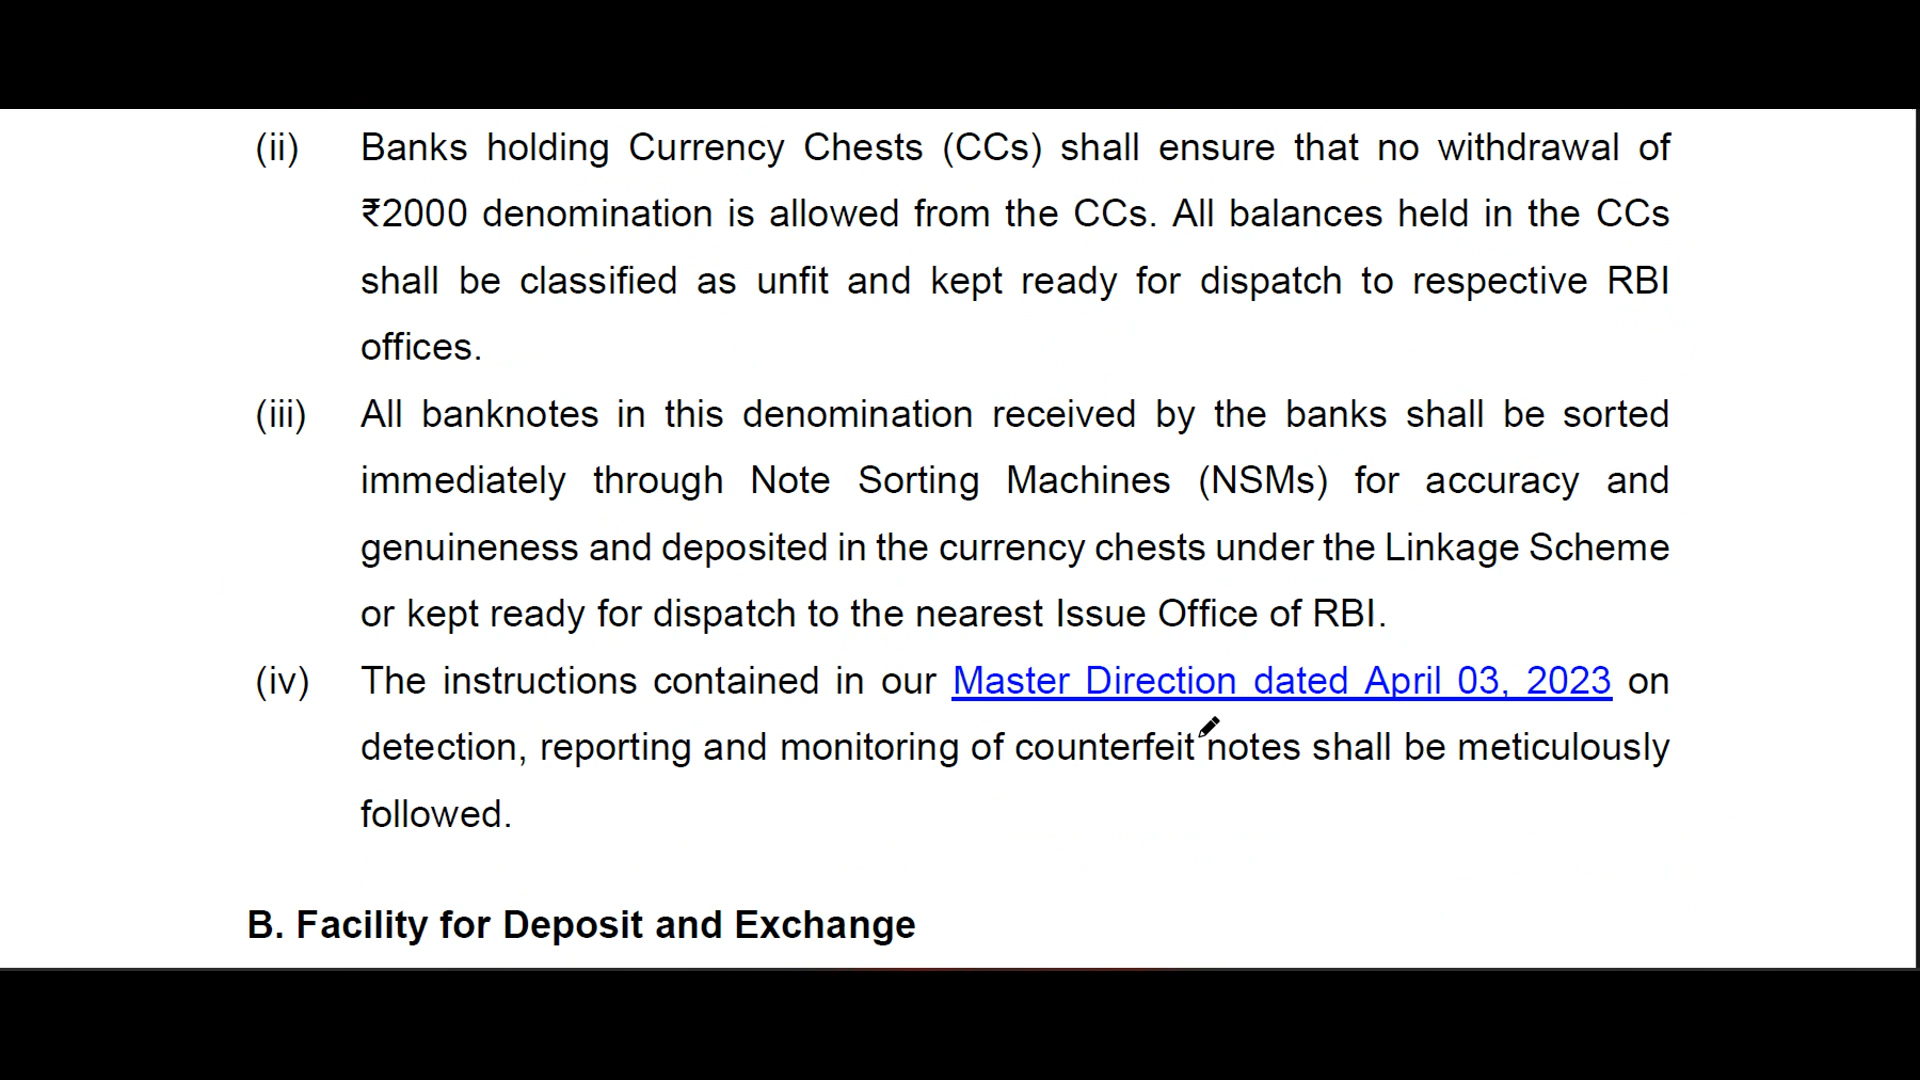 (ii) Banks holding Currency Chests (CCs) shall ensure that no withdrawal of
₹2000 denomination is allowed from the CCs. All balances held in the CCs
shall be classified as unfit and kept ready for dispatch to respective RBI
offices.
(iii) All banknotes in this denomination received by the banks shall be sorted
immediately through Note Sorting Machines (NSMs) for accuracy and
genuineness and deposited in the currency chests under the Linkage Scheme
or kept ready for dispatch to the nearest Issue Office of RBI.
(iv) The instructions contained in our Master Direction dated April 03, 2023 on
detection, reporting and monitoring of counterfeit notes shall be meticulously
followed.
B. Facility for Deposit and Exchange